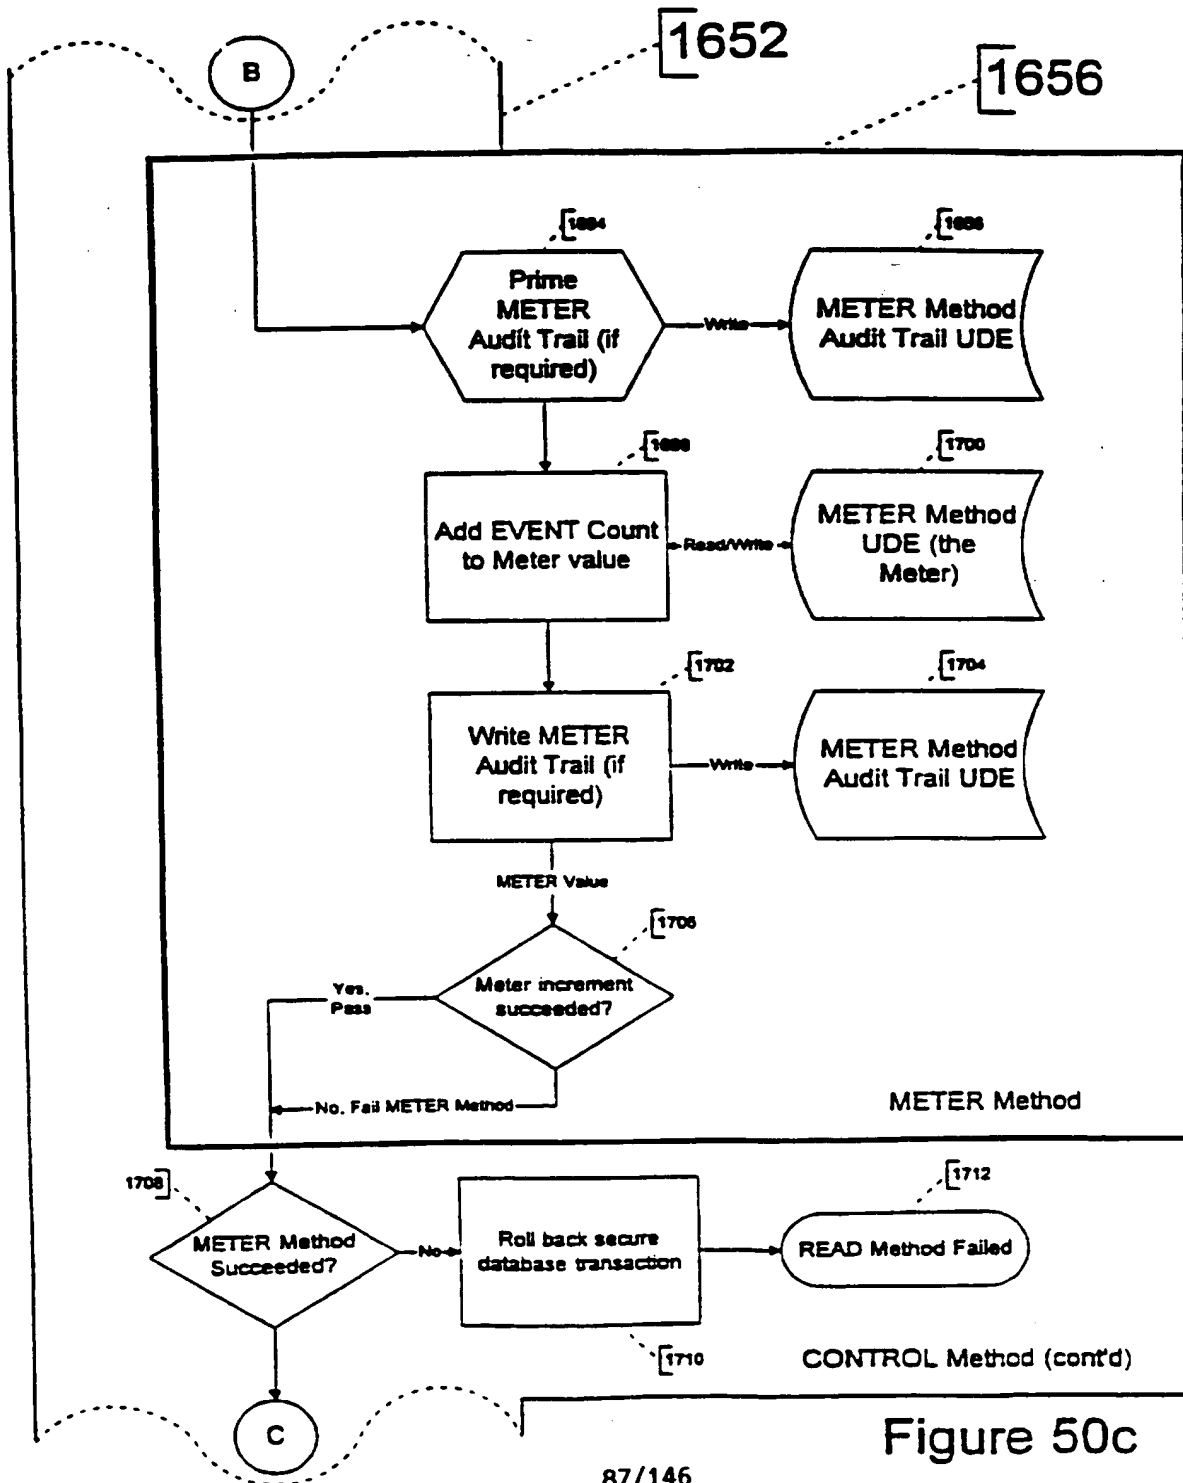 1652
1656
B
1694
Prime
METER
Audit Trail (if
required)
Write
METER Method
Audit Trail UDE
1700
Add EVENT Count
to Meter value
Read/Write
METER Method
UDE (the
Meter)
1702
1704
Write METER
Audit Trail (if
required)
Write
METER Method
Audit Trail UDE
METER Value
1706
Meter increment
succeeded?
Yes,
Pass
No, Fail METER Method
METER Method
1708
METER Method
Succeeded?
No
Roll back secure
database transaction
1712
READ Method Failed
1710
CONTROL Method (cont'd)
C
Figure 50c
87/146